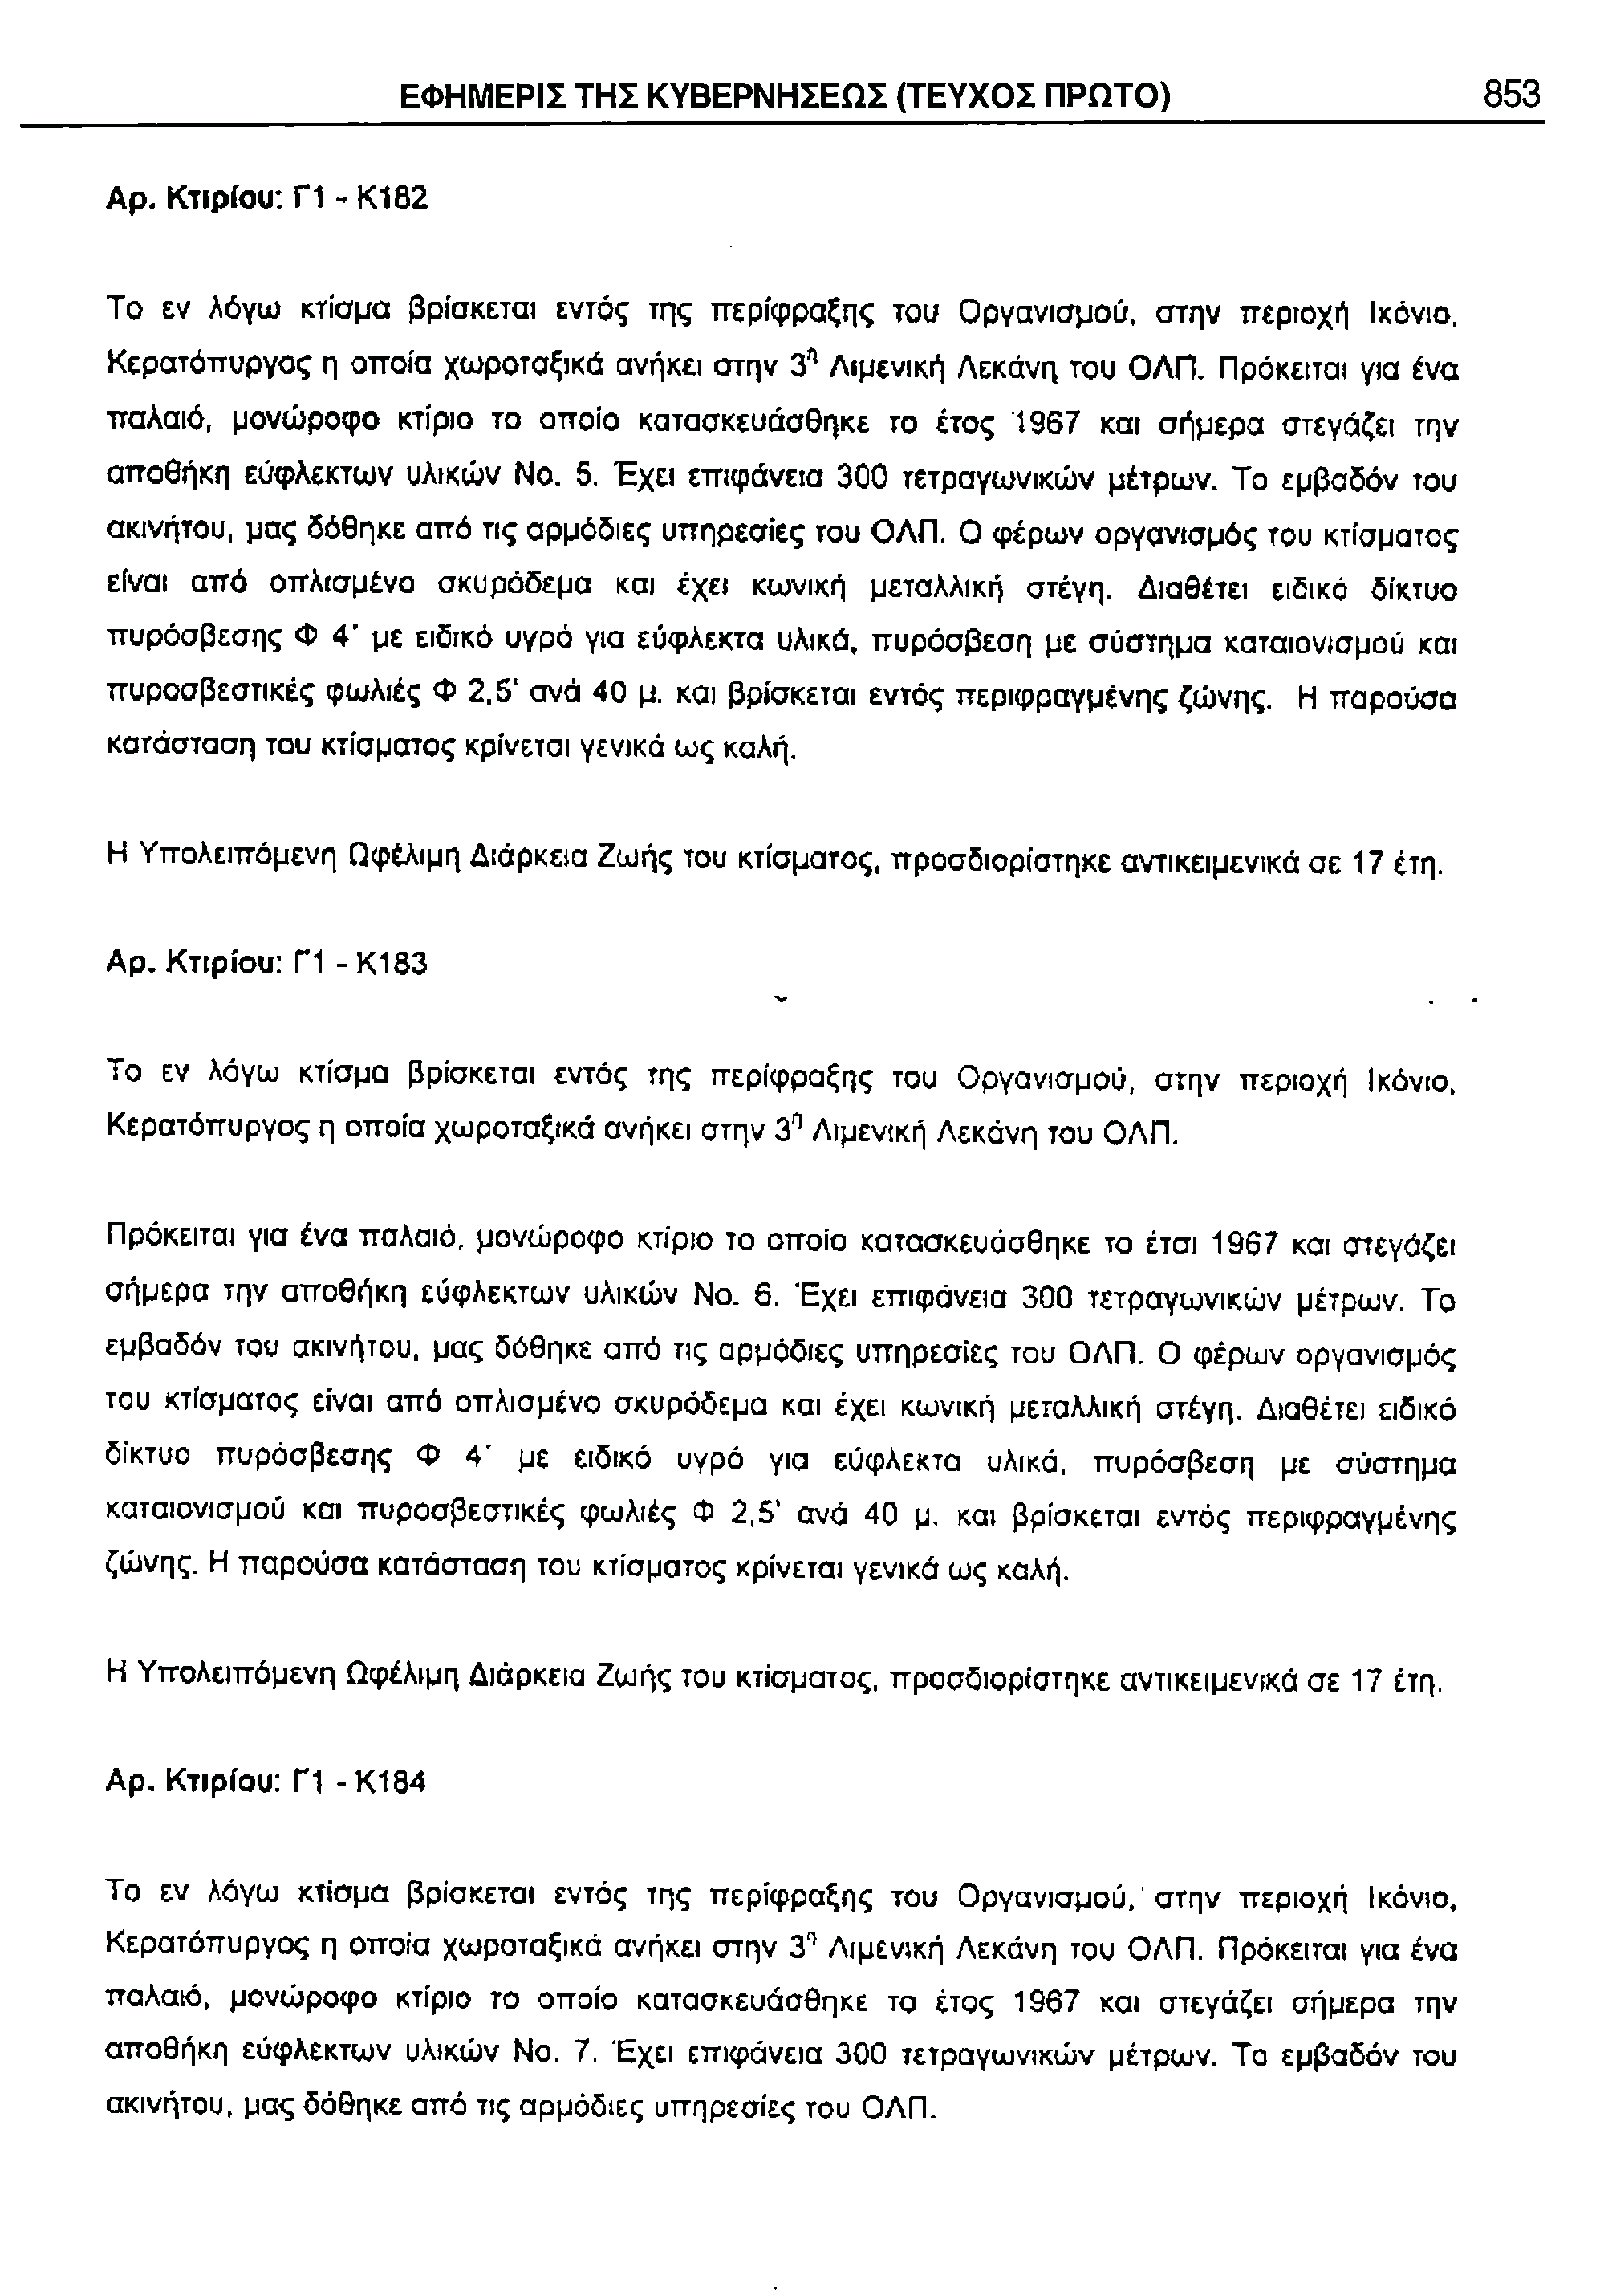 ΕΦΗΜΕΡΙΣ ΤΗΣ ΚΥΒΕΡΝΗΣΕΩΣ (ΤΕΥΧΟΣ ΠΡΩΤΟ) 853
Αρ. Κτιρίου: Γ1 - Κ182
Το εν λόγω κτίσμα βρίσκεται εντός της περίφραξης του Οργανισμού, στην περιοχή Ικόνιο,
Κερατόπυργος η οποία χωροταξικά ανήκει στην 3η Λιμενική Λεκάνη του ΟΛΠ. Πρόκειται για ένα
παλαιό, μονώροφο κτίριο το οποίο κατασκευάσθηκε το έτος 1967 και σήμερα στεγάζει την
αποθήκη εύφλεκτων υλικών Νο. 5. Έχει επιφάνεια 300 τετραγωνικών μέτρων. Το εμβαδόν του
ακινήτου, μας δόθηκε από τις αρμόδιες υπηρεσίες του ΟΛΠ. Ο φέρων οργανισμός του κτίσματος
είναι από οπλισμένο σκυρόδεμα και έχει κωνική μεταλλική στέγη. Διαθέτει ειδικό δίκτυο
πυρόσβεσης Φ 4' με ειδικό υγρό για εύφλεκτα υλικά, πυρόσβεση με σύστημα καταιονισμού και
πυροσβεστικές φωλιές Φ 2,5' ανά 40 μ. και βρίσκεται εντός περιφραγμένης ζώνης. Η παρούσα
κατάσταση του κτίσματος κρίνεται γενικά ως καλή.
Η Υπολειπόμενη Ωφέλιμη Διάρκεια Ζωής του κτίσματος, προσδιορίστηκε αντικειμενικά σε 17 έτη.
Αρ. Κτιρίου: Γ1 - Κ183
Το εν λόγω κτίσμα βρίσκεται εντός της περίφραξης του Οργανισμού, στην περιοχή Ικόνιο,
Κερατόπυργος η οποία χωροταξικά ανήκει στην 3η Λιμενική Λεκάνη του ΟΛΠ.
Πρόκειται για ένα παλαιό, μονώροφο κτίριο το οποίο κατασκευάσθηκε το έτσι 1967 και στεγάζει
σήμερα την αποθήκη εύφλεκτων υλικών Νο. 6. Έχει επιφάνεια 300 τετραγωνικών μέτρων. Το
εμβαδόν του ακινήτου, μας δόθηκε από τις αρμόδιες υπηρεσίες του ΟΛΠ. Ο φέρων οργανισμός
του κτίσματος είναι από οπλισμένο σκυρόδεμα και έχει κωνική μεταλλική στέγη. Διαθέτει ειδικό
δίκτυο πυρόσβεσης Φ 4' με ειδικό υγρό για εύφλεκτα υλικά, πυρόσβεση με σύστημα
καταιονισμού και πυροσβεστικές φωλιές Φ 2,5' ανά 40 μ. και βρίσκεται εντός περιφραγμένης
ζώνης. Η παρούσα κατάσταση του κτίσματος κρίνεται γενικά ως καλή.
Η Υπολειπόμενη Ωφέλιμη Διάρκεια Ζωής του κτίσματος, προσδιορίστηκε αντικειμενικά σε 17 έτη.
Αρ. Κτιρίου: Γ1 - Κ184
Το εν λόγω κτίσμα βρίσκεται εντός της περίφραξης του Οργανισμού, στην περιοχή Ικόνιο,
Κερατόπυργος η οποία χωροταξικά ανήκει στην 3η Λιμενική Λεκάνη του ΟΛΠ. Πρόκειται για ένα
παλαιό, μονώροφο κτίριο το οποίο κατασκευάσθηκε το έτος 1967 και στεγάζει σήμερα την
αποθήκη εύφλεκτων υλικών Νο. 7. Έχει επιφάνεια 300 τετραγωνικών μέτρων. Το εμβαδόν του
ακινήτου, μας δόθηκε από τις αρμόδιες υπηρεσίες του ΟΛΠ.